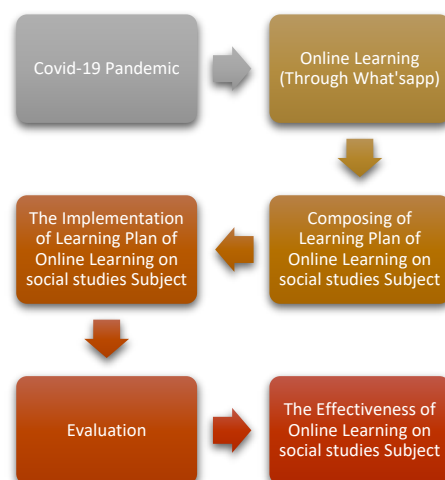 Covid-19 Pandemic
Online Learning
(Through What'sapp)
Composing of
Learning Plan of
Online Learning on
social studies Subject
The Implementation
of Learning Plan of
Online Learning on
social studies Subject
Evaluation
The Effectiveness of
Online Learning on
social studies Subject